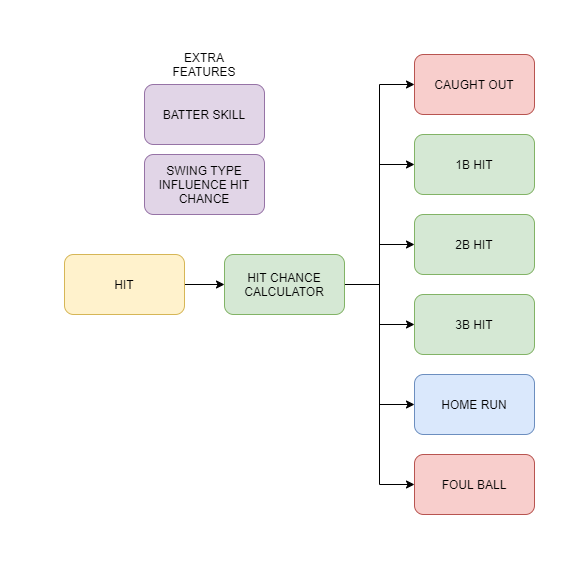 EXTRA
FEATURES
BATTER SKILL
SWING TYPE
INFLUENCE HIT
CHANCE
HIT
HIT CHANCE
CALCULATOR
CAUGHT OUT
1B HIT
2B HIT
3B HIT
HOME RUN
FOUL BALL